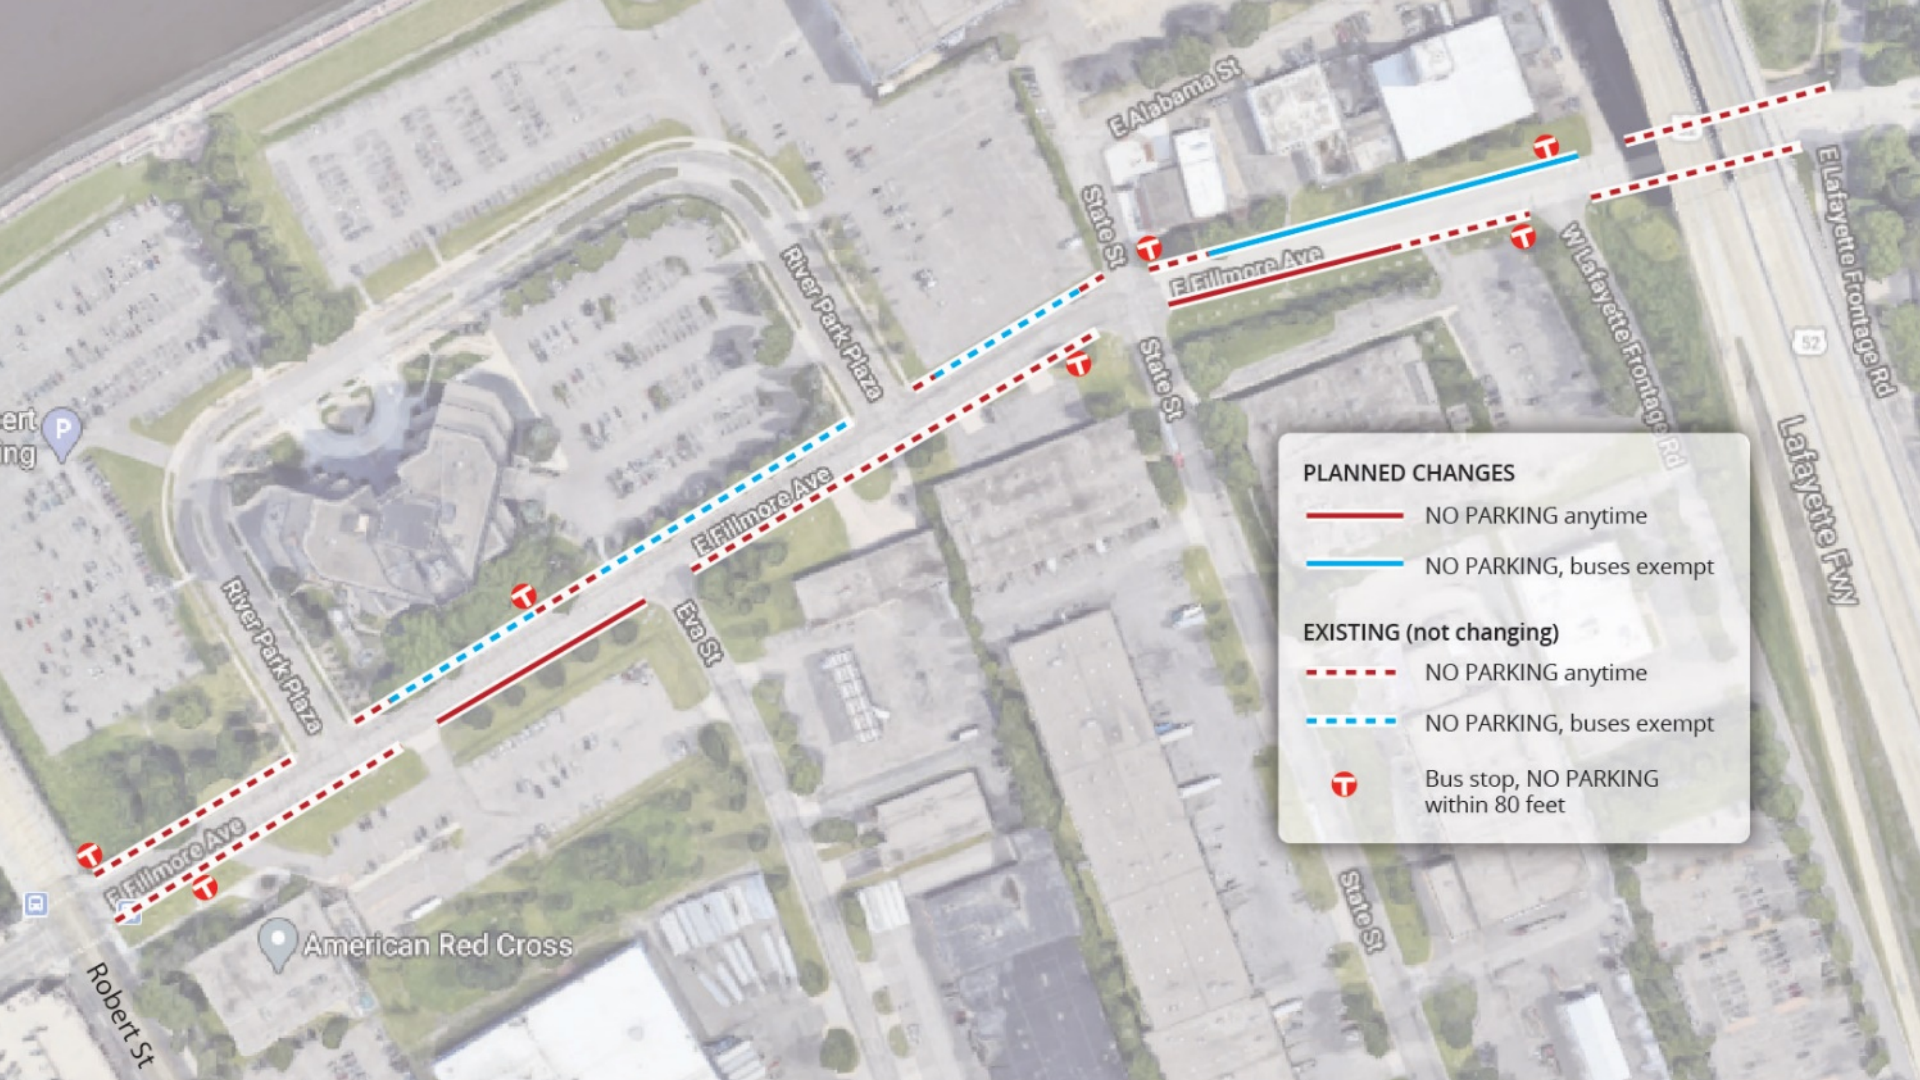 E Alabama St
State St
E Fillmore Ave
E Lafayette Frontage Rd
W Lafayette Frontage Rd
River Park Plaza
52
State St
ert
ing
P
E Fillmore Ave
Lafayette Fwy
PLANNED CHANGES
NO PARKING anytime
NO PARKING, buses exempt
EXISTING (not changing)
NO PARKING anytime
NO PARKING, buses exempt
Bus stop, NO PARKING
within 80 feet
River Park Plaza
Eva St
E Fillmore Ave
American Red Cross
State St
Robert St